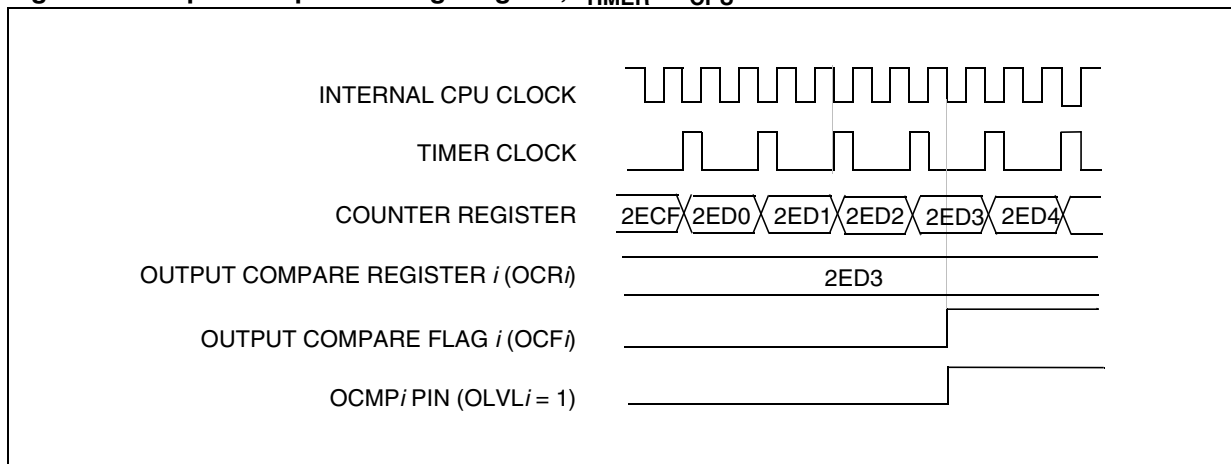 INTERNAL CPU CLOCK
TIMER CLOCK
COUNTER REGISTER 2ECF 2ED0 2ED1 2ED2 2ED3 2ED4
OUTPUT COMPARE REGISTER i (OCRi) 2ED3
OUTPUT COMPARE FLAG i (OCFi)
OCMPi PIN (OLVLi = 1)